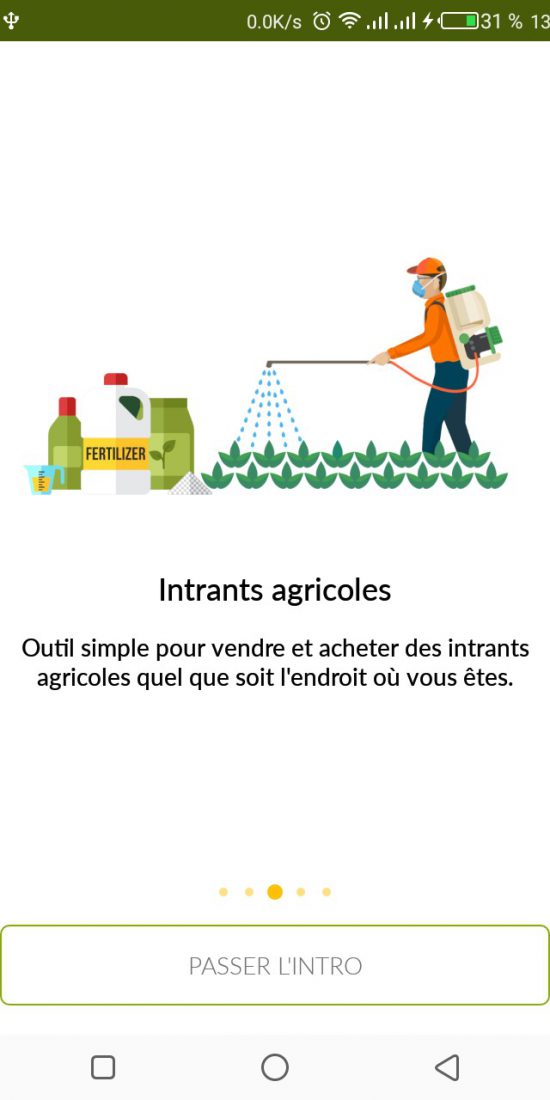 0.0K/s 31 % 13
FERTILIZER
Intrants agricoles
Outil simple pour vendre et acheter des intrants
agricoles quel que soit l'endroit où vous êtes.
PASSER L'INTRO